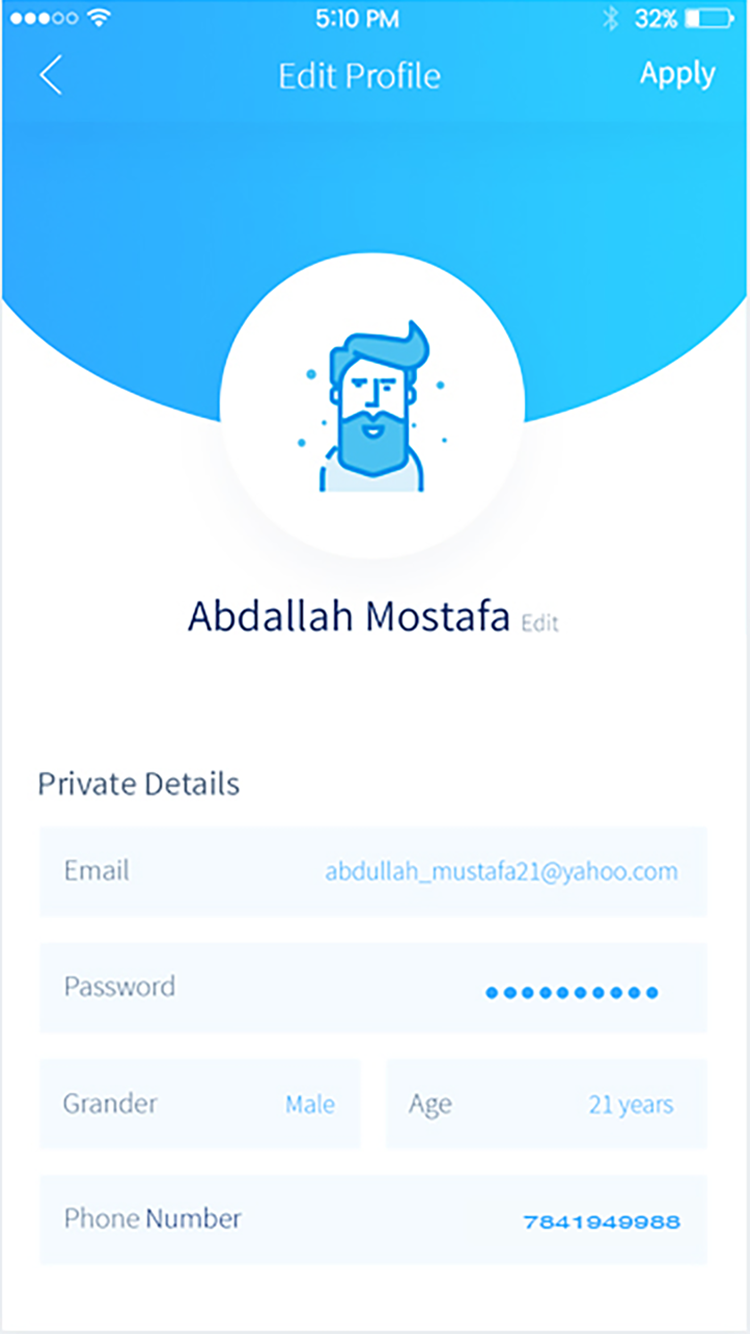 5:10 PM 32%
Edit Profile Apply
Abdallah Mostafa Edit
Private Details
Email abdullah_mustafa21@yahoo.com
Password ●●●●●●●●●●
Grander Male Age 21 years
Phone Number 7841949988